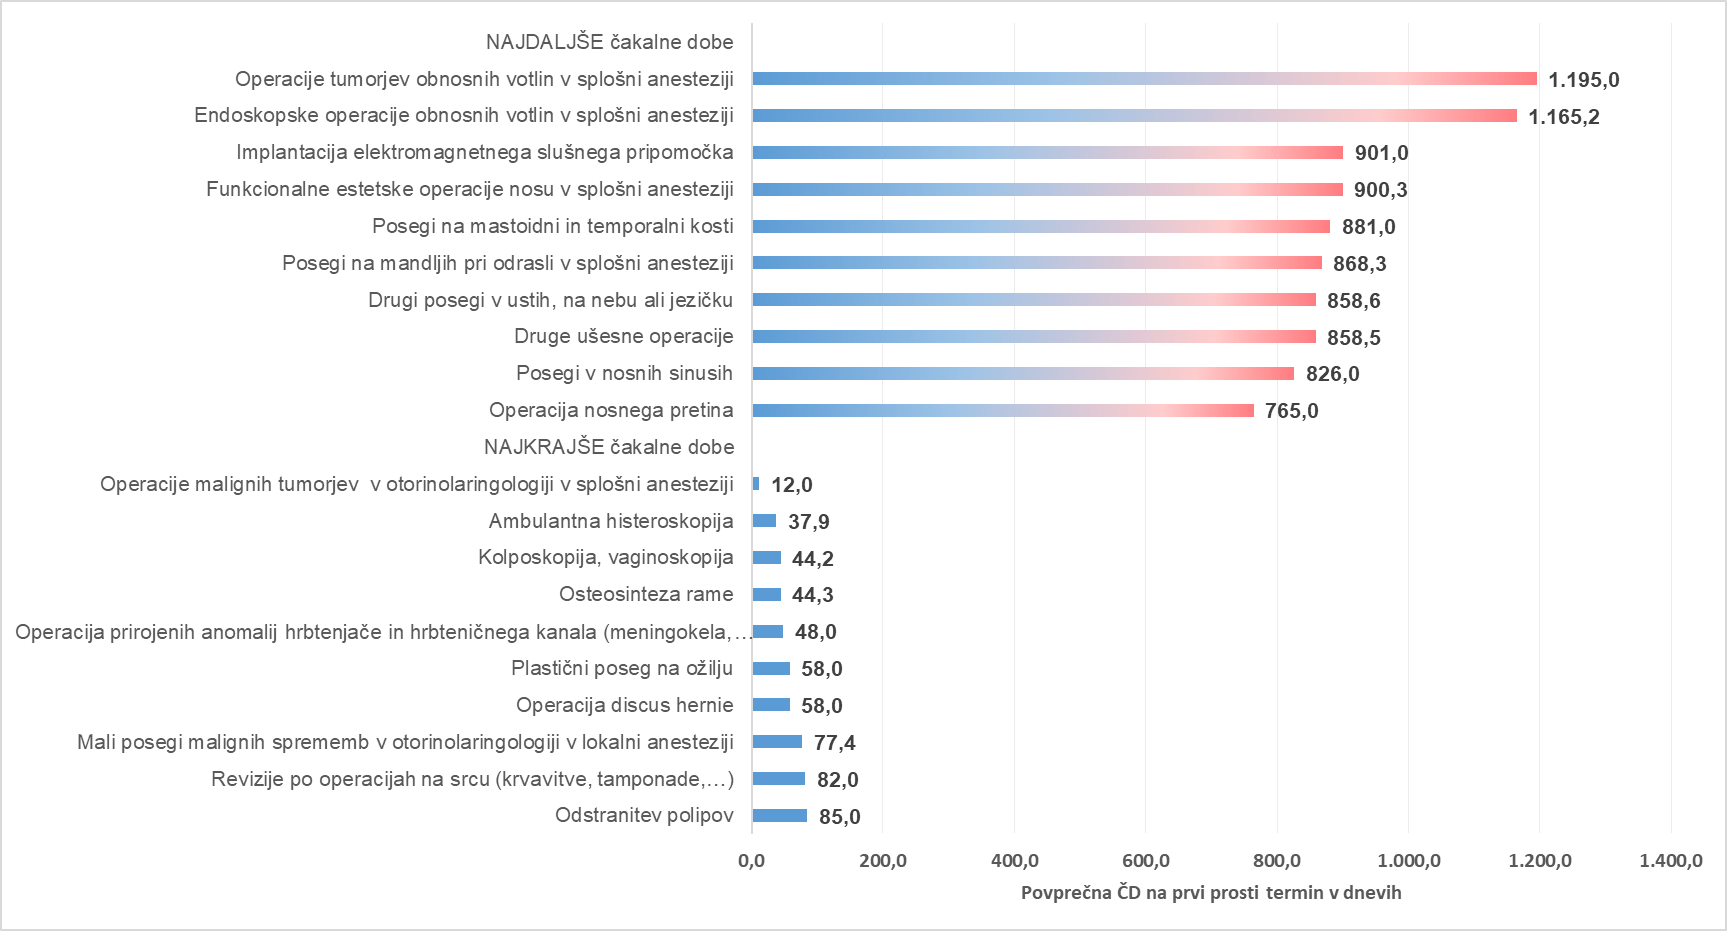 NAJDALJŠE čakalne dobe
Operacije tumorjev obnosnih votlin v splošni anesteziji 1.195,0
Endoskopske operacije obnosnih votlin v splošni anesteziji 1.165,2
Implantacija elektromagnetnega slušnega pripomočka 901,0
Funkcionalne estetske operacije nosu v splošni anesteziji 900,3
Posegi na mastoidni in temporalni kosti 881,0
Posegi na mandljih pri odrasli v splošni anesteziji 868,3
Drugi posegi v ustih, na nebu ali jezičku 858,6
Druge ušesne operacije 858,5
Posegi v nosnih sinusih 826,0
Operacija nosnega pretina 765,0
NAJKRAJŠE čakalne dobe
Operacije malignih tumorjev  v otorinolaringologiji v splošni anesteziji 12,0
Ambulantna histeroskopija 37,9
Kolposkopija, vaginoskopija 44,2
Osteosinteza rame 44,3
Operacija prirojenih anomalij hrbtenjače in hrbteničnega kanala (meningokela,… 48,0
Plastični poseg na ožilju 58,0
Operacija discus hernie 58,0
Mali posegi malignih sprememb v otorinolaringologiji v lokalni anesteziji 77,4
Revizije po operacijah na srcu (krvavitve, tamponade,…) 82,0
Odstranitev polipov 85,0
0,0 200,0 400,0 600,0 800,0 1.000,0 1.200,0 1.400,0
Povprečna ČD na prvi prosti termin v dnevih